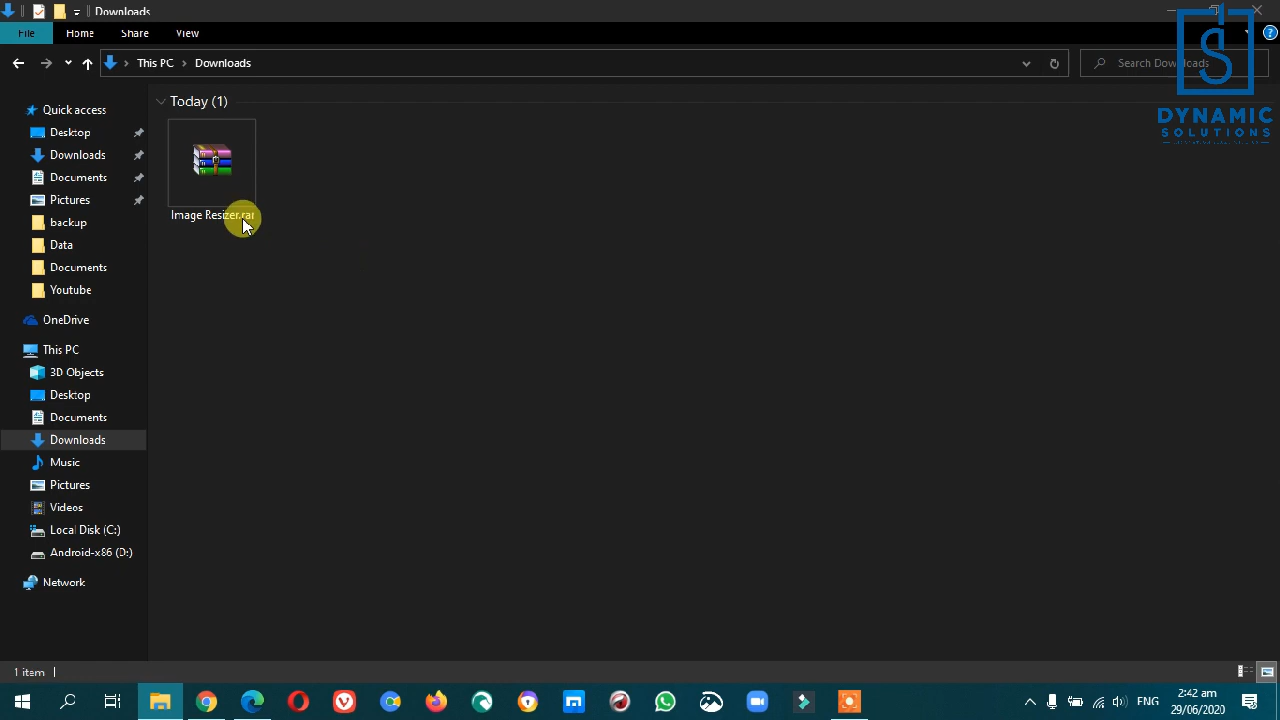 Downloads
File Home Share View
This PC Downloads
Search Downloads
DYNAMIC
SOLUTIONS
Quick access
Desktop
Downloads
Documents
Pictures
backup
Data
Documents
Youtube
OneDrive
This PC
3D Objects
Desktop
Documents
Downloads
Music
Pictures
Videos
Local Disk (C:)
Android-x86 (D:)
Network
Today (1)
Image Resizer.rar
1 item
ENG
2:42 am
29/06/2020